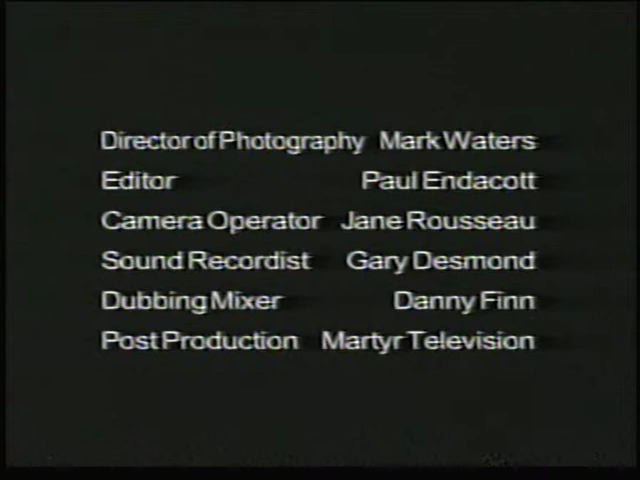 Director of Photography Mark Waters
Editor Paul Endacott
Camera Operator Jane Rousseau
Sound Recordist Gary Desmond
Dubbing Mixer Danny Finn
Post Production Martyr Television